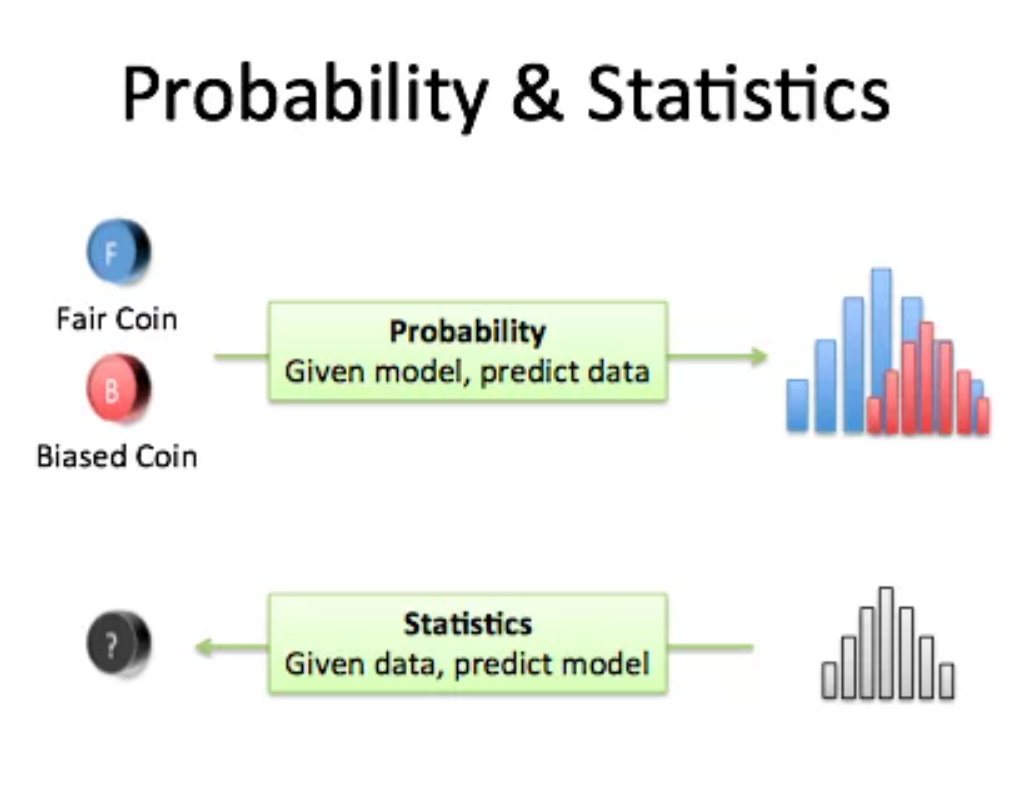 Probability & Statistics
F
Fair Coin
B
Biased Coin
Probability
Given model, predict data
?
Statistics
Given data, predict model